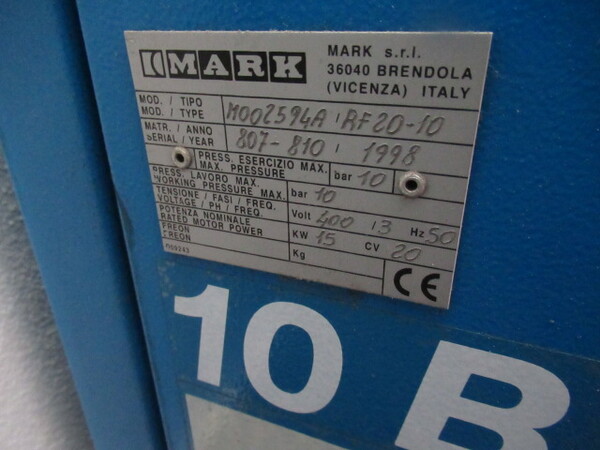 MARK
MARK s.r.l.
36040 BRENDOLA
(VICENZA) ITALY
MOD. / TIPO
MOD. / TYPE M002594A / RF20-10
MATR. / ANNO
SERIAL / YEAR 807-810 / 1998
PRESS. ESERCIZIO MAX.
MAX. PRESSURE bar 10
PRESS. LAVORO MAX.
WORKING PRESSURE MAX. bar 10
TENSIONE / FASI / FREQ.
VOLTAGE / PH / FREQ. Volt 400 / 3 Hz 50
POTENZA NOMINALE
RATED MOTOR POWER KW 15 CV 20
FREON
FREON Kg
CE
10 B